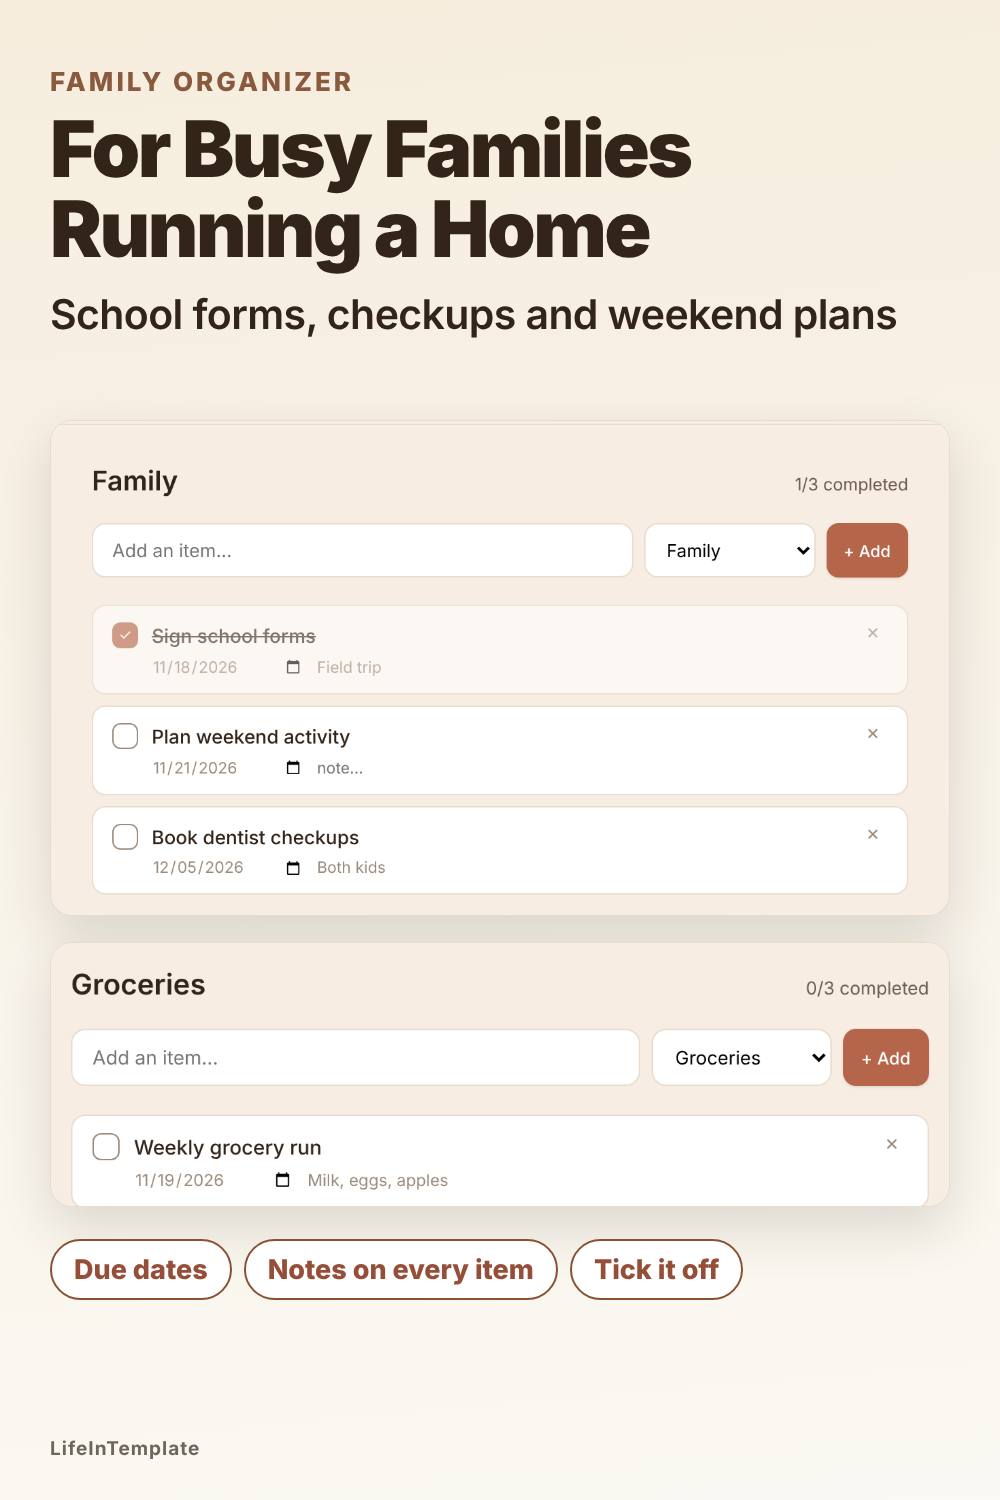 FAMILY ORGANIZER
For Busy Families
Running a Home
School forms, checkups and weekend plans
Family
1/3 completed
Add an item...
Family
+ Add
Sign school forms
×
11/18/2026
Field trip
Plan weekend activity
×
11/21/2026
note...
Book dentist checkups
×
12/05/2026
Both kids
Groceries
0/3 completed
Add an item...
Groceries
+ Add
Weekly grocery run
×
11/19/2026
Milk, eggs, apples
Due dates
Notes on every item
Tick it off
LifeInTemplate